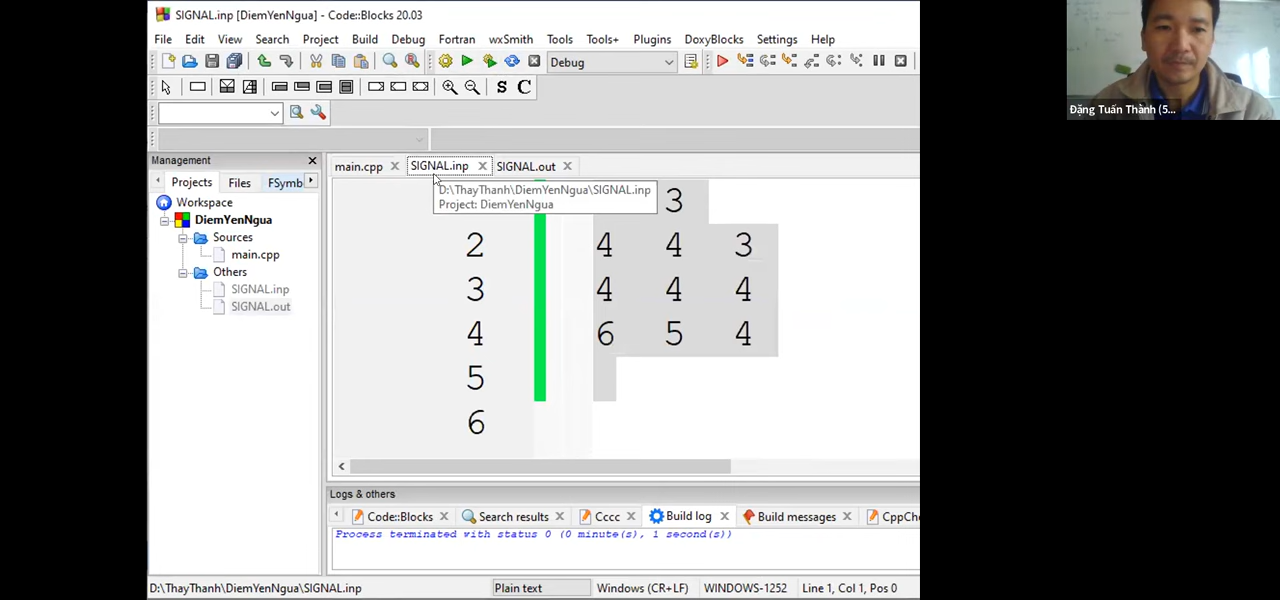 SIGNAL.inp [DiemYenNgua] - Code::Blocks 20.03
File Edit View Search Project Build Debug Fortran wxSmith Tools Tools+ Plugins DoxyBlocks Settings Help
Debug
S C
Management
Projects Files FSymb
Workspace
DiemYenNgua
Sources
main.cpp
Others
SIGNAL.inp
SIGNAL.out
main.cpp SIGNAL.inp SIGNAL.out
D:\ThayThanh\DiemYenNgua\SIGNAL.inp
Project: DiemYenNgua
3
2 4 4 3
3 4 4 4
4 6 5 4
5
6
Logs & others
Code::Blocks Search results Cccc Build log Build messages CppChe
Process terminated with status 0 (0 minute(s), 1 second(s))
D:\ThayThanh\DiemYenNgua\SIGNAL.inp Plain text Windows (CR+LF) WINDOWS-1252 Line 1, Col 1, Pos 0
Đặng Tuấn Thành (5...